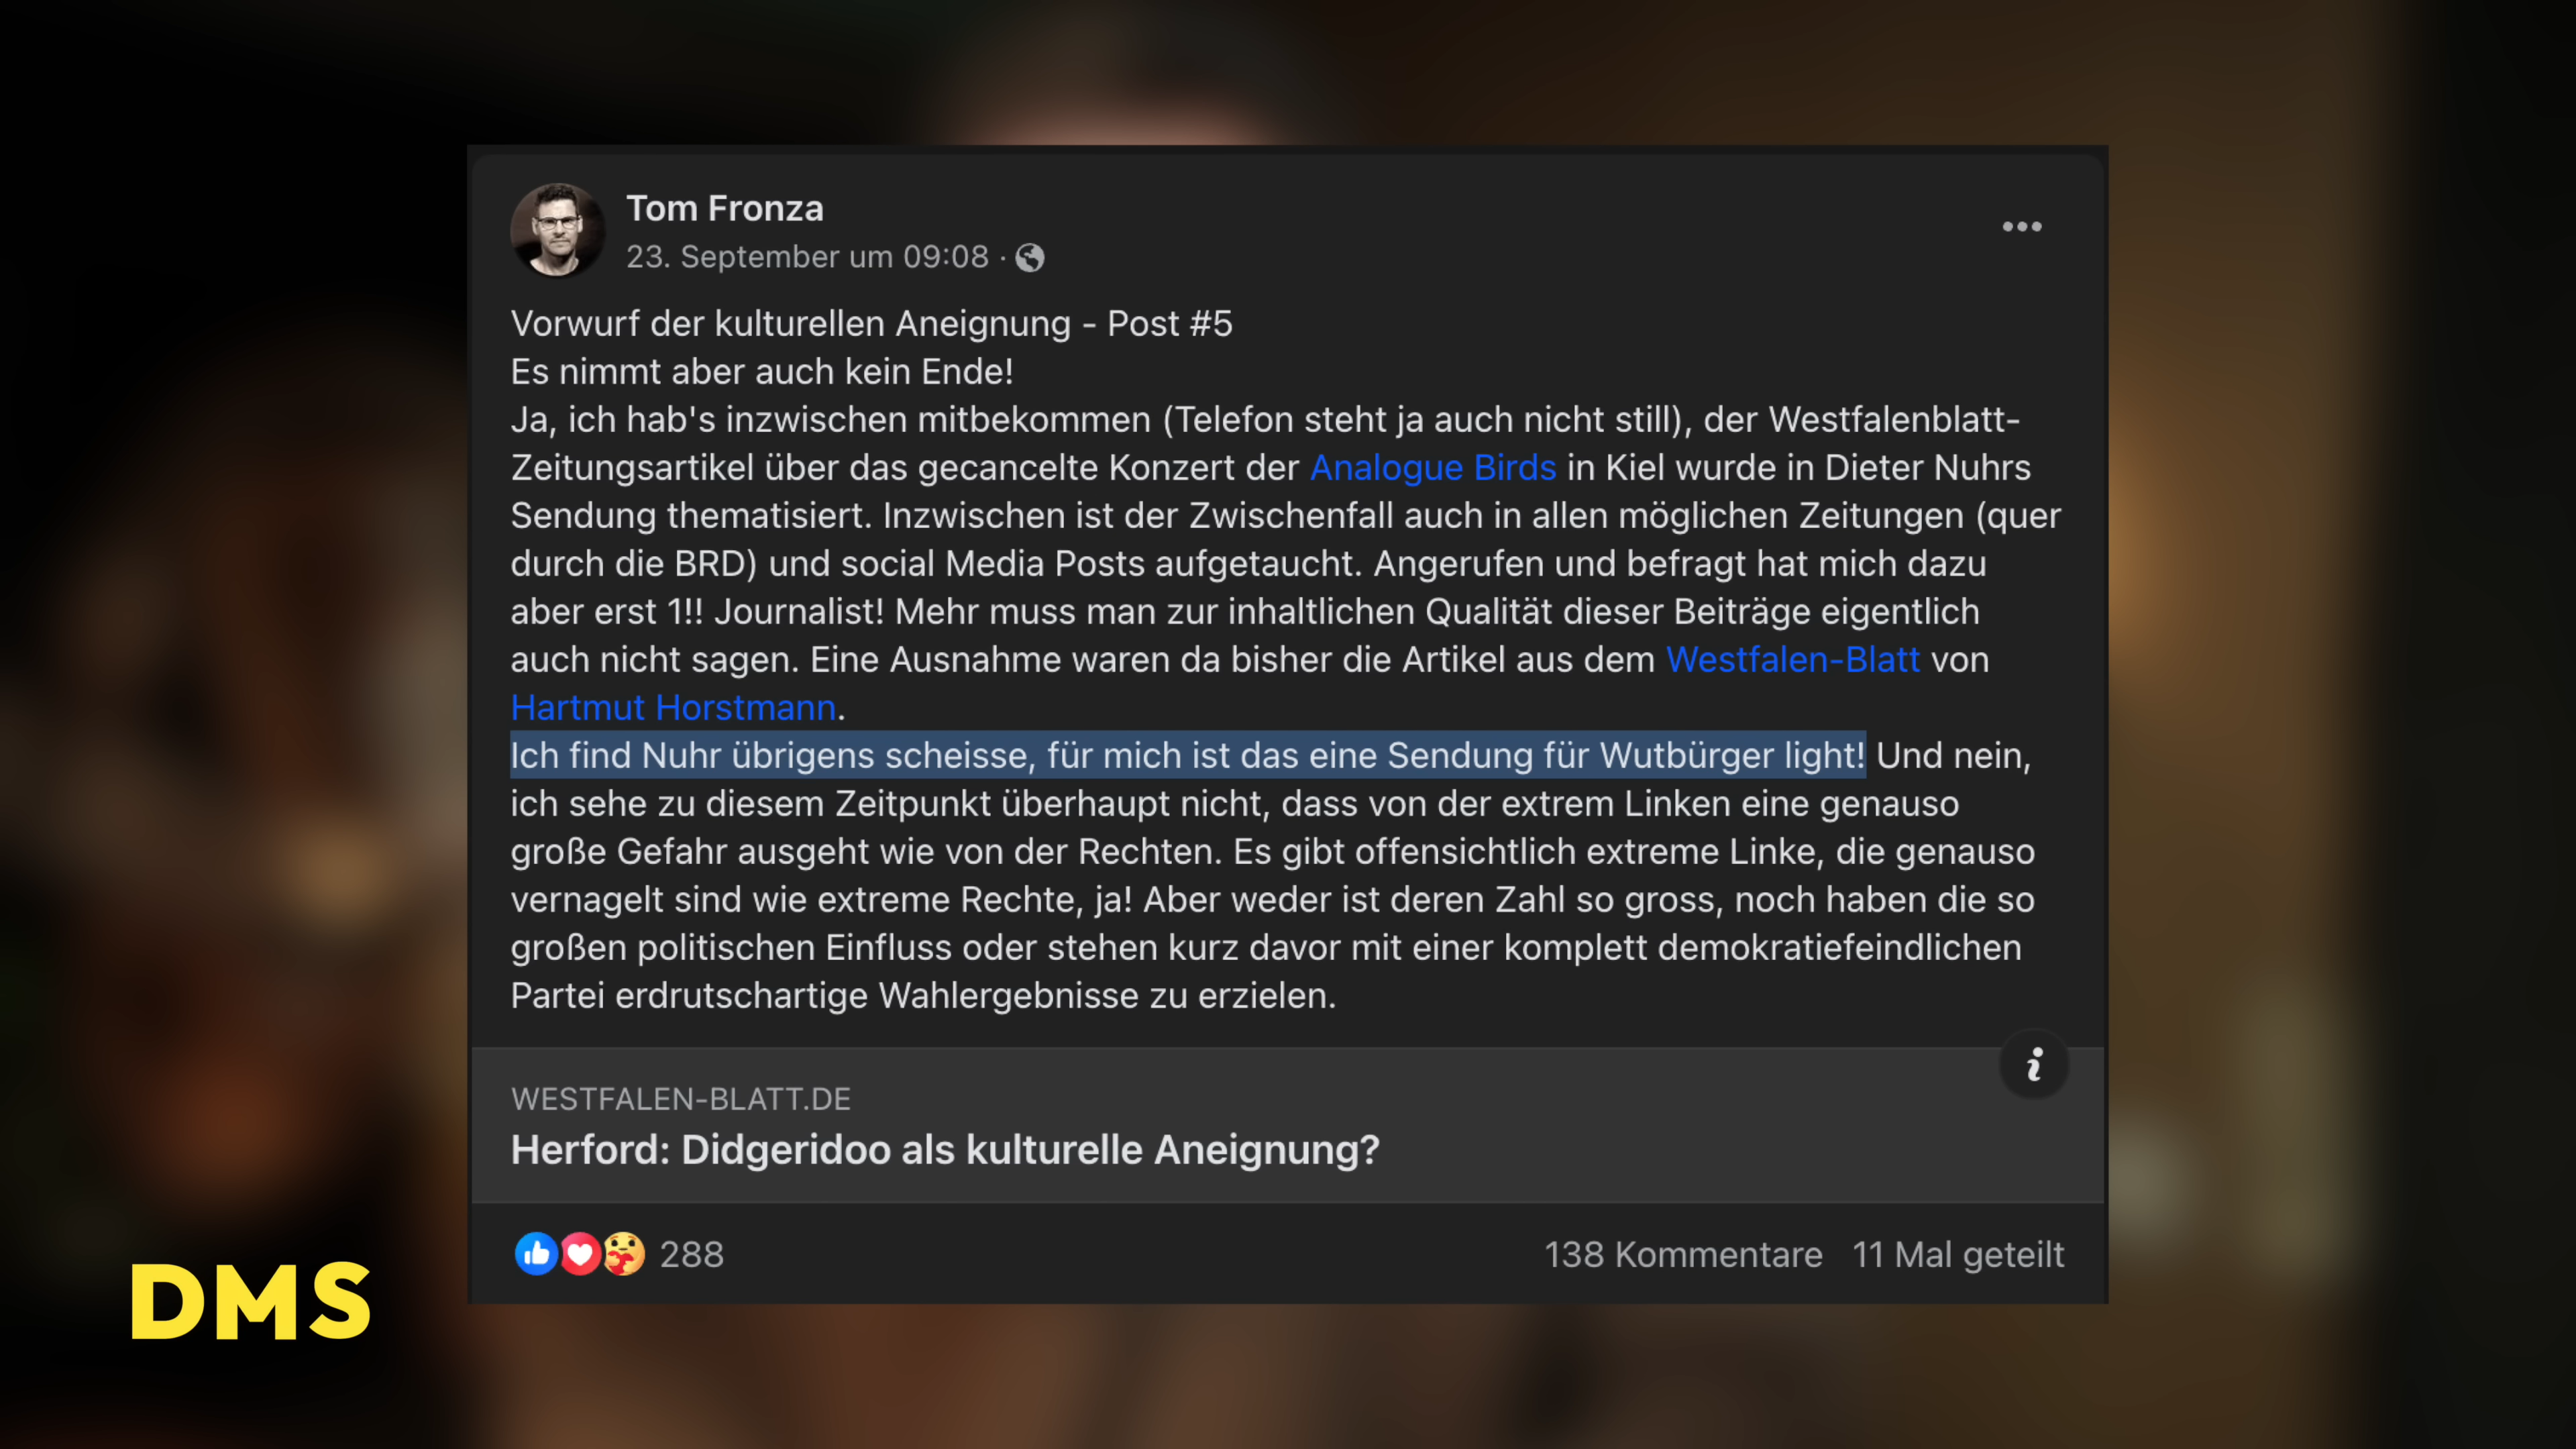 Tom Fronza
23. September um 09:08 ·
Vorwurf der kulturellen Aneignung - Post #5
Es nimmt aber auch kein Ende!
Ja, ich hab's inzwischen mitbekommen (Telefon steht ja auch nicht still), der Westfalenblatt-
Zeitungsartikel über das gecancelte Konzert der Analogue Birds in Kiel wurde in Dieter Nuhrs
Sendung thematisiert. Inzwischen ist der Zwischenfall auch in allen möglichen Zeitungen (quer
durch die BRD) und social Media Posts aufgetaucht. Angerufen und befragt hat mich dazu
aber erst 1!! Journalist! Mehr muss man zur inhaltlichen Qualität dieser Beiträge eigentlich
auch nicht sagen. Eine Ausnahme waren da bisher die Artikel aus dem Westfalen-Blatt von
Hartmut Horstmann.
Ich find Nuhr übrigens scheisse, für mich ist das eine Sendung für Wutbürger light! Und nein,
ich sehe zu diesem Zeitpunkt überhaupt nicht, dass von der extrem Linken eine genauso
große Gefahr ausgeht wie von der Rechten. Es gibt offensichtlich extreme Linke, die genauso
vernagelt sind wie extreme Rechte, ja! Aber weder ist deren Zahl so gross, noch haben die so
großen politischen Einfluss oder stehen kurz davor mit einer komplett demokratiefeindlichen
Partei erdrutschartige Wahlergebnisse zu erzielen.
WESTFALEN-BLATT.DE
Herford: Didgeridoo als kulturelle Aneignung?
288
138 Kommentare 11 Mal geteilt
DMS